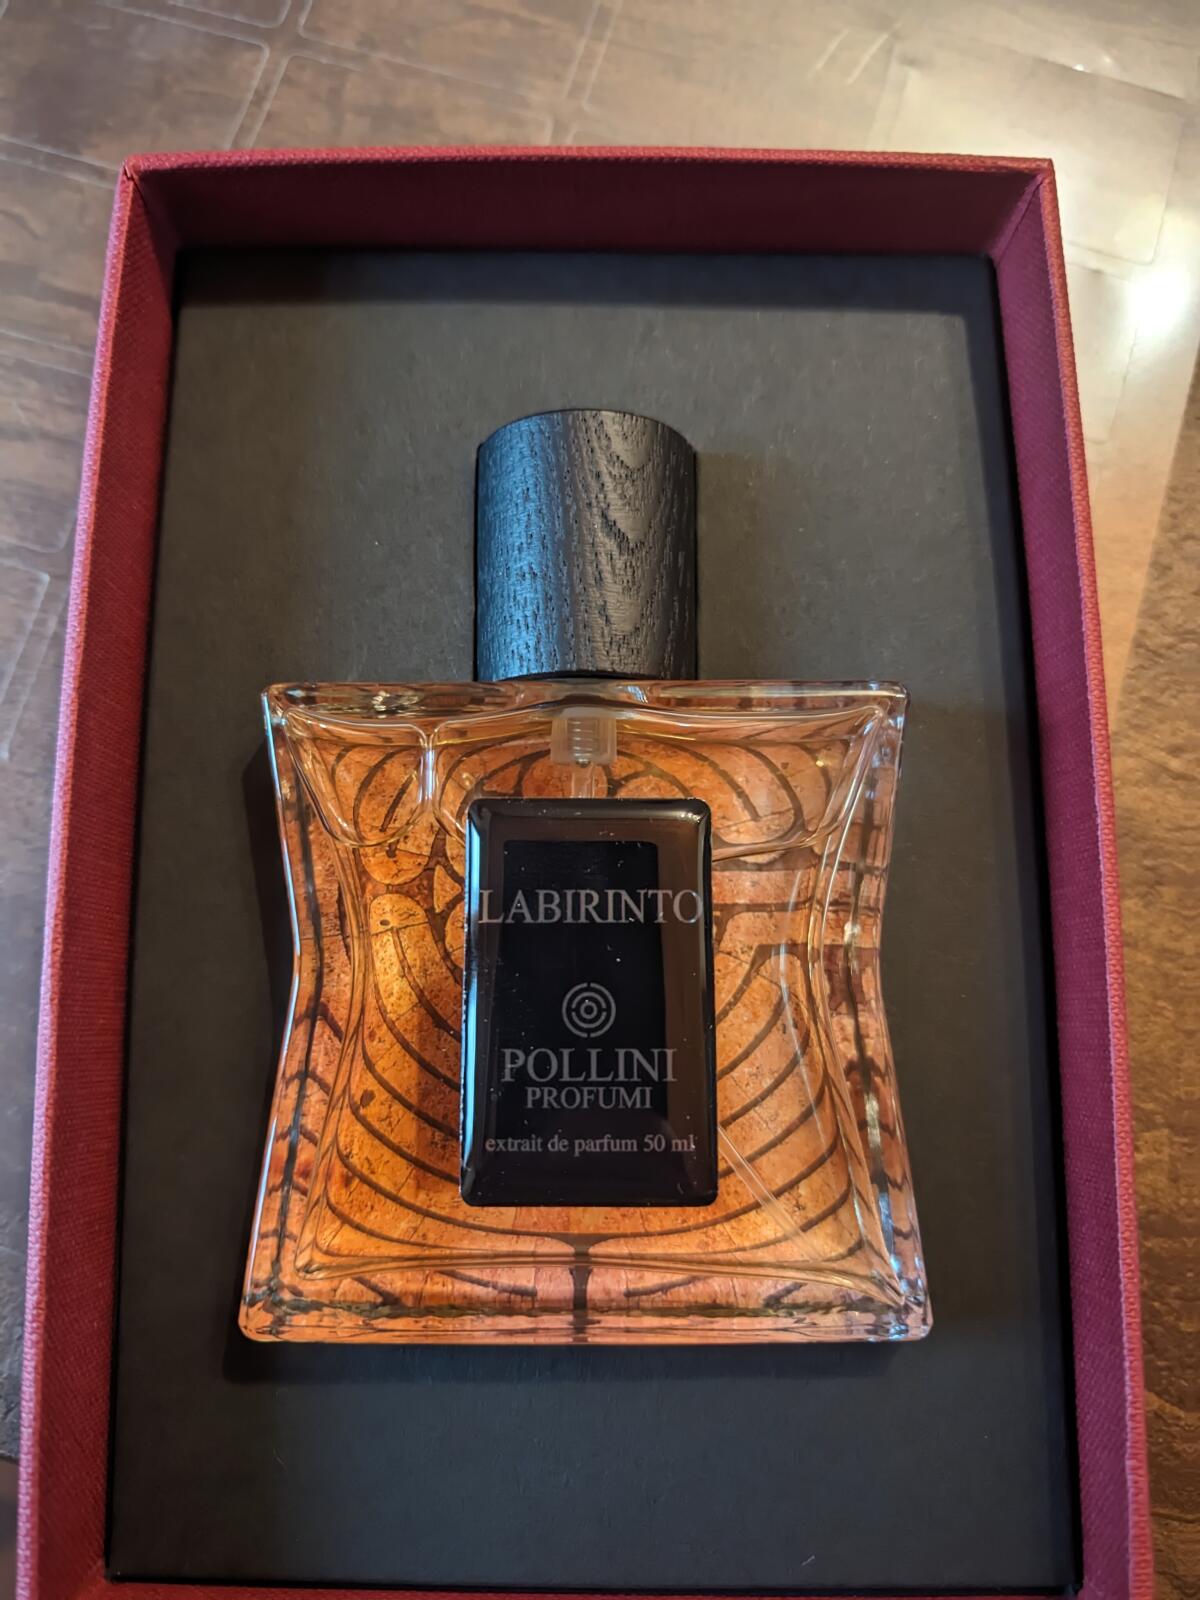 LABIRINTO
POLLINI
PROFUMI
extrait de parfum 50 ml